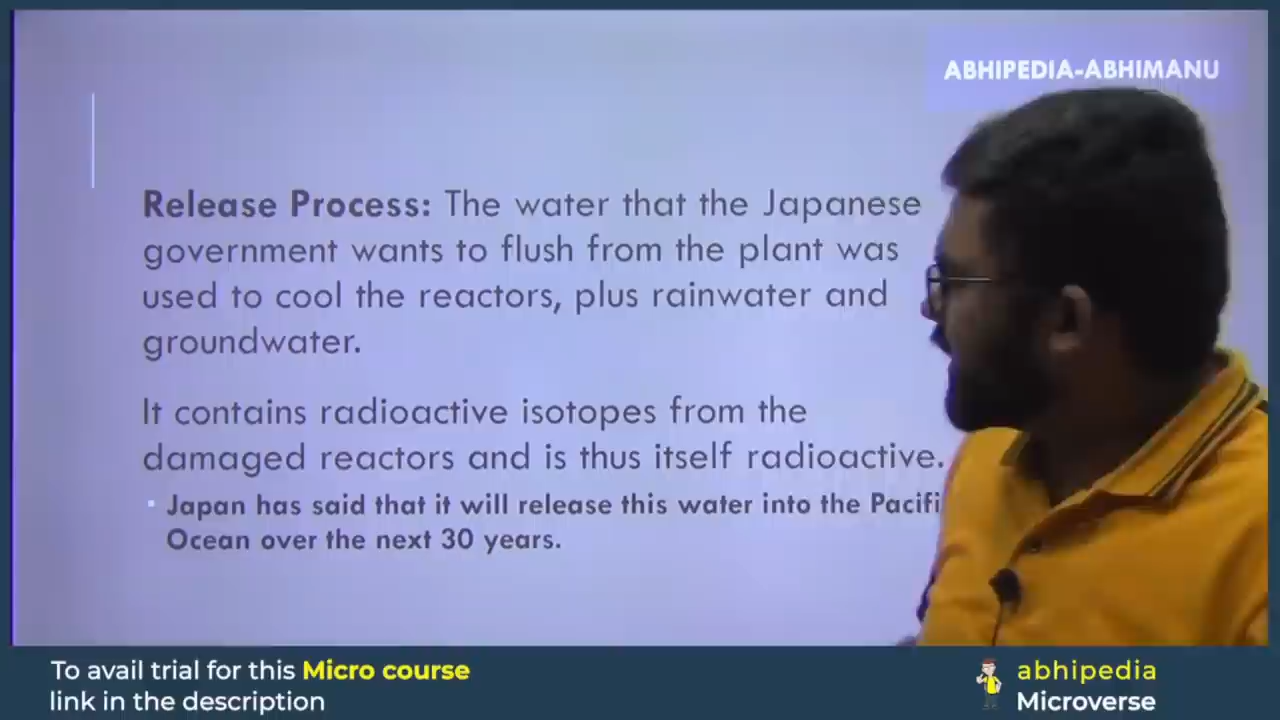 ABHIPEDIA-ABHIMANU
Release Process: The water that the Japanese
government wants to flush from the plant was
used to cool the reactors, plus rainwater and
groundwater.
It contains radioactive isotopes from the
damaged reactors and is thus itself radioactive.
Japan has said that it will release this water into the Pacifi
Ocean over the next 30 years.
To avail trial for this Micro course
link in the description
abhipedia
Microverse